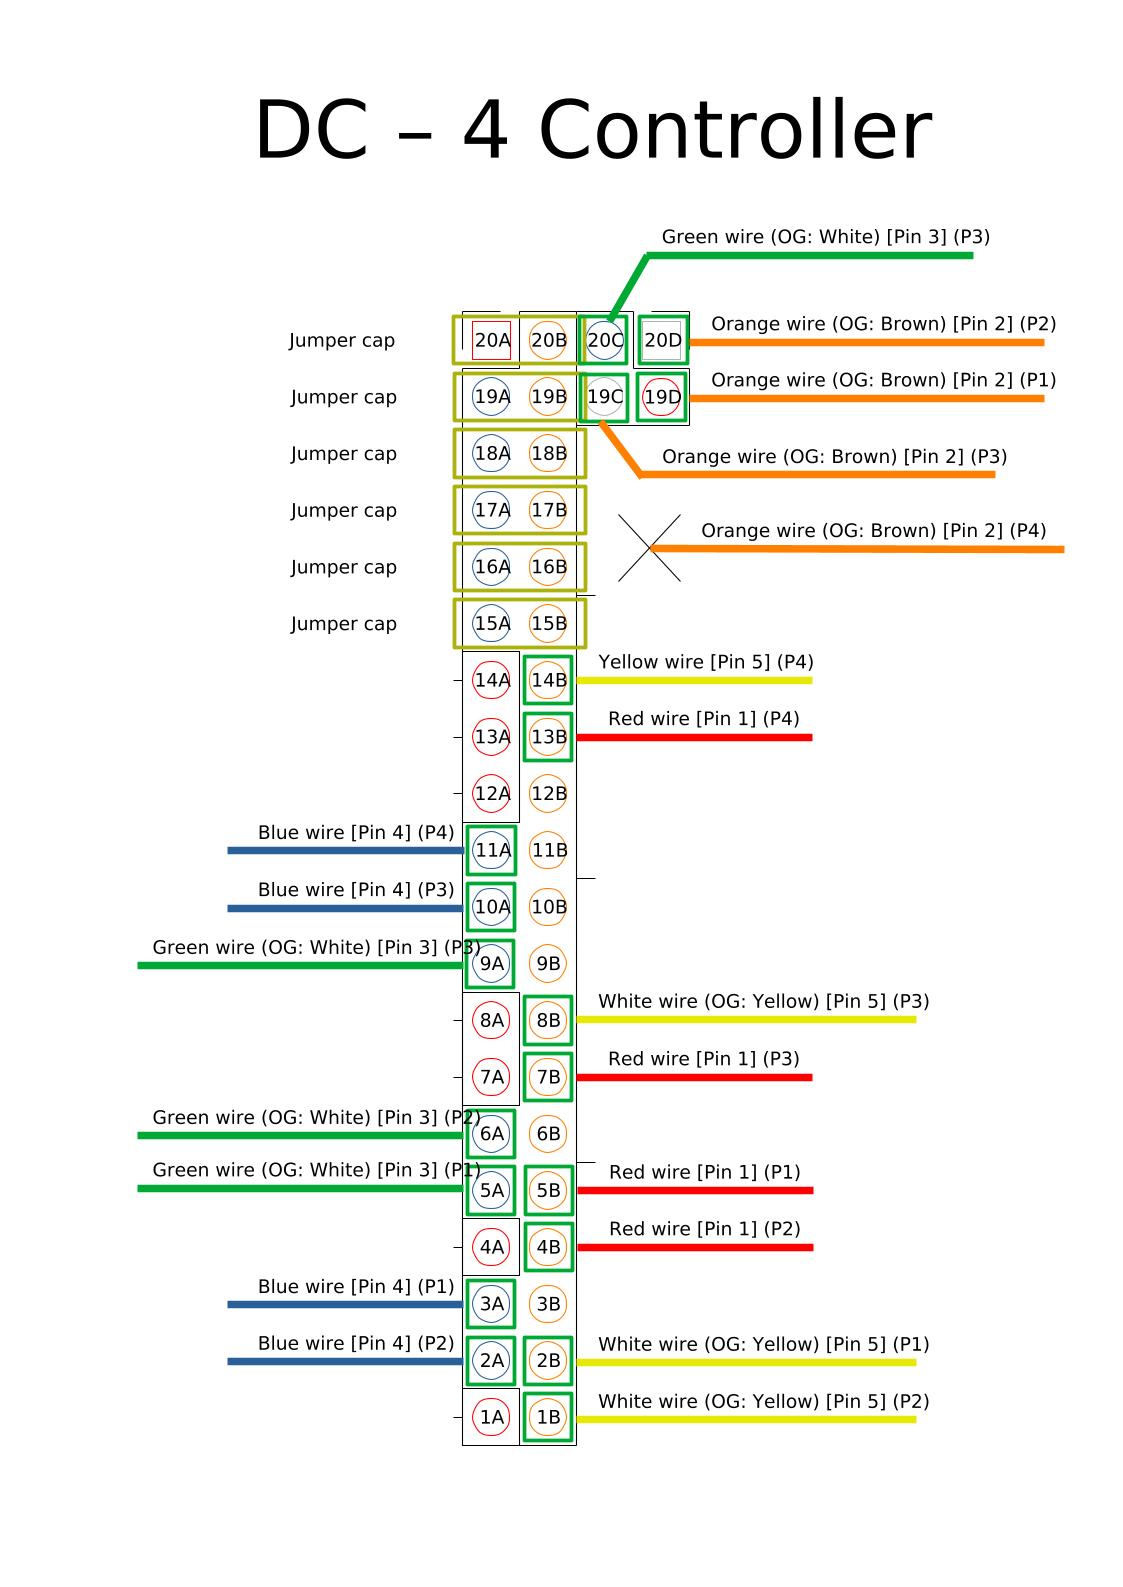 DC – 4 Controller
Green wire (OG: White) [Pin 3] (P3)
Jumper cap 20A 20B 20C 20D Orange wire (OG: Brown) [Pin 2] (P2)
Jumper cap 19A 19B 19C 19D Orange wire (OG: Brown) [Pin 2] (P1)
Jumper cap 18A 18B Orange wire (OG: Brown) [Pin 2] (P3)
Jumper cap 17A 17B
Orange wire (OG: Brown) [Pin 2] (P4)
Jumper cap 16A 16B
Jumper cap 15A 15B
14A 14B Yellow wire [Pin 5] (P4)
13A 13B Red wire [Pin 1] (P4)
12A 12B
Blue wire [Pin 4] (P4) 11A 11B
Blue wire [Pin 4] (P3) 10A 10B
Green wire (OG: White) [Pin 3] (P3) 9A 9B
8A 8B White wire (OG: Yellow) [Pin 5] (P3)
7A 7B Red wire [Pin 1] (P3)
Green wire (OG: White) [Pin 3] (P2) 6A 6B
Green wire (OG: White) [Pin 3] (P1) 5A 5B Red wire [Pin 1] (P1)
4A 4B Red wire [Pin 1] (P2)
Blue wire [Pin 4] (P1) 3A 3B
Blue wire [Pin 4] (P2) 2A 2B White wire (OG: Yellow) [Pin 5] (P1)
1A 1B White wire (OG: Yellow) [Pin 5] (P2)